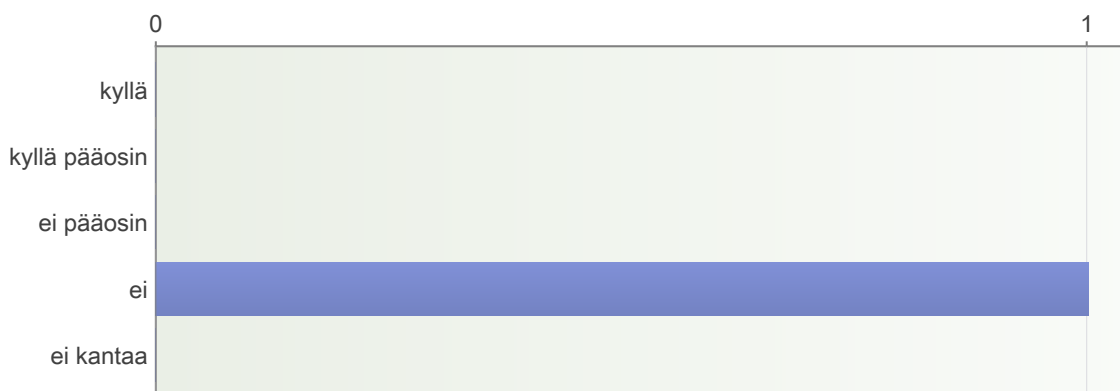 0 1
kyllä
kyllä pääosin
ei pääosin
ei
ei kantaa